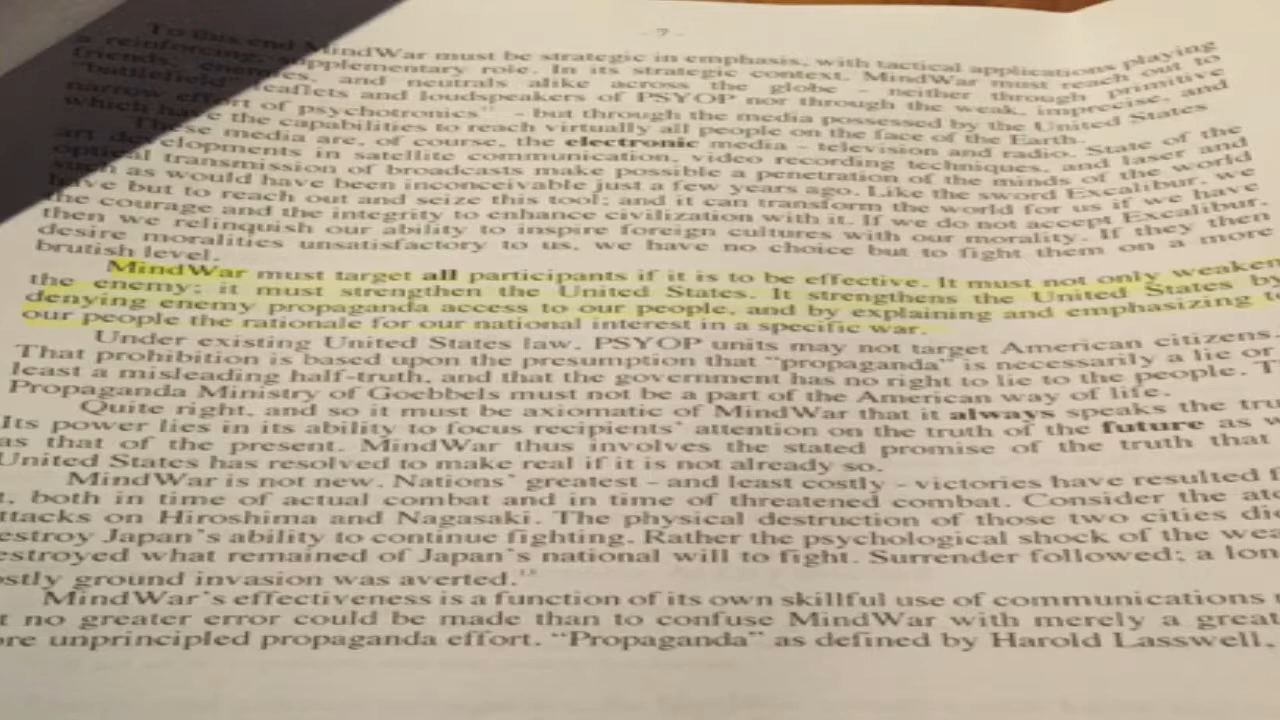 - 7 -
To this end MindWar must be strategic in emphasis, with tactical applications playing
a reinforcing, supplementary role. In its strategic context, MindWar must reach out to
friends, enemies, and neutrals alike across the globe - neither through primitive
"battlefield" leaflets and loudspeakers of PSYOP nor through the weak, imprecise, and
narrow effort of psychotronics - but through the media possessed by the United States
which have the capabilities to reach virtually all people on the face of the Earth.
These media are, of course, the electronic media - television and radio. State of the
art developments in satellite communication, video recording techniques, and laser and
optical transmission of broadcasts make possible a penetration of the minds of the world
such as would have been inconceivable just a few years ago. Like the sword Excalibur, we
have but to reach out and seize this tool; and it can transform the world for us if we have
the courage and the integrity to enhance civilization with it. If we do not accept Excalibur,
then we relinquish our ability to inspire foreign cultures with our morality. If they then
desire moralities unsatisfactory to us, we have no choice but to fight them on a more
brutish level.
MindWar must target all participants if it is to be effective. It must not only weaken
the enemy; it must strengthen the United States. It strengthens the United States by
denying enemy propaganda access to our people, and by explaining and emphasizing to
our people the rationale for our national interest in a specific war.
Under existing United States law, PSYOP units may not target American citizens.
That prohibition is based upon the presumption that "propaganda" is necessarily a lie or
least a misleading half-truth, and that the government has no right to lie to the people. T
Propaganda Ministry of Goebbels must not be a part of the American way of life.
Quite right, and so it must be axiomatic of MindWar that it always speaks the tru
Its power lies in its ability to focus recipients' attention on the truth of the future as w
as that of the present. MindWar thus involves the stated promise of the truth that
United States has resolved to make real if it is not already so.
MindWar is not new. Nations' greatest - and least costly - victories have resulted f
t, both in time of actual combat and in time of threatened combat. Consider the ato
ttacks on Hiroshima and Nagasaki. The physical destruction of those two cities did
estroy Japan's ability to continue fighting. Rather the psychological shock of the wea
estroyed what remained of Japan's national will to fight. Surrender followed; a lon
ostly ground invasion was averted.
MindWar's effectiveness is a function of its own skillful use of communications
t no greater error could be made than to confuse MindWar with merely a great
ore unprincipled propaganda effort. "Propaganda" as defined by Harold Lasswell,